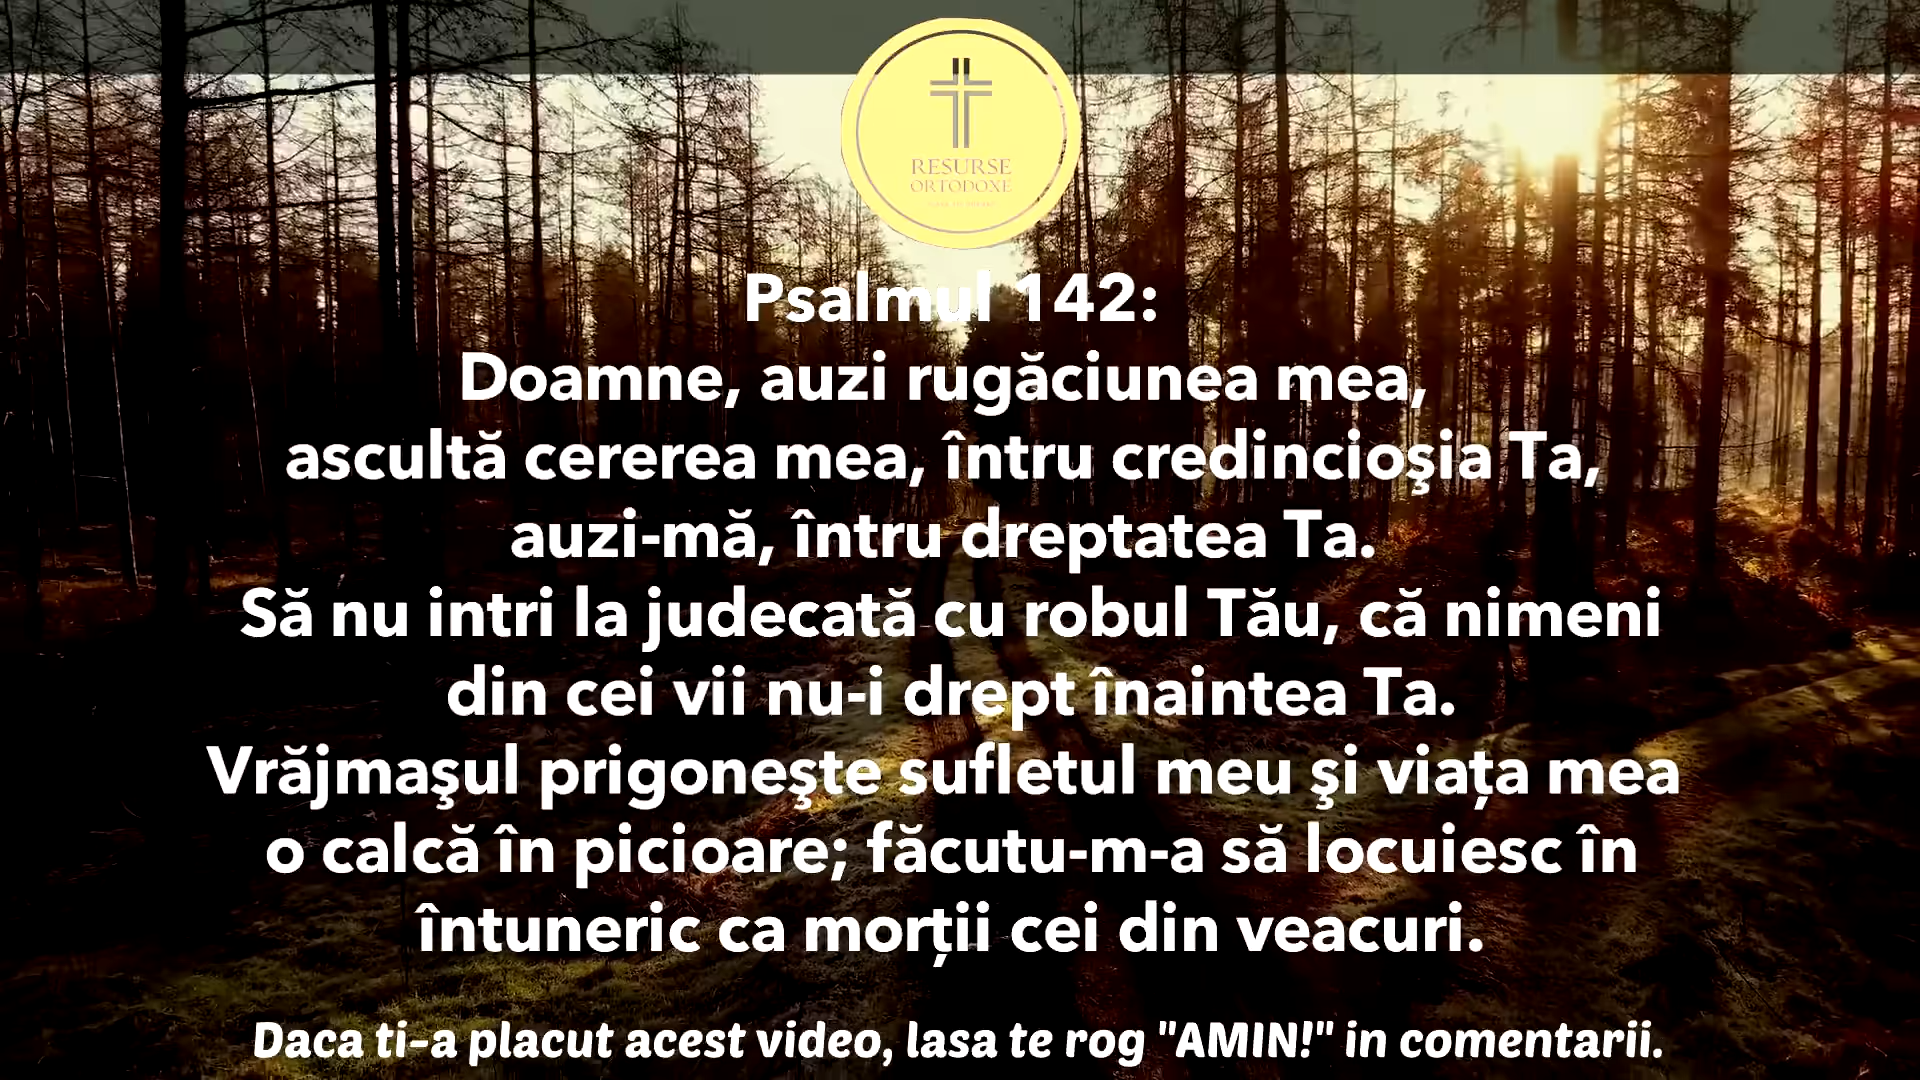 RESURSE
ORTODOXE
Psalmul 142:
Doamne, auzi rugăciunea mea,
ascultă cererea mea, întru credincioşia Ta,
auzi-mă, întru dreptatea Ta.
Să nu intri la judecată cu robul Tău, că nimeni
din cei vii nu-i drept înaintea Ta.
Vrăjmaşul prigoneşte sufletul meu şi viața mea
o calcă în picioare; făcutu-m-a să locuiesc în
întuneric ca morții cei din veacuri.
Daca ti-a placut acest video, lasa te rog "AMIN!" in comentarii.